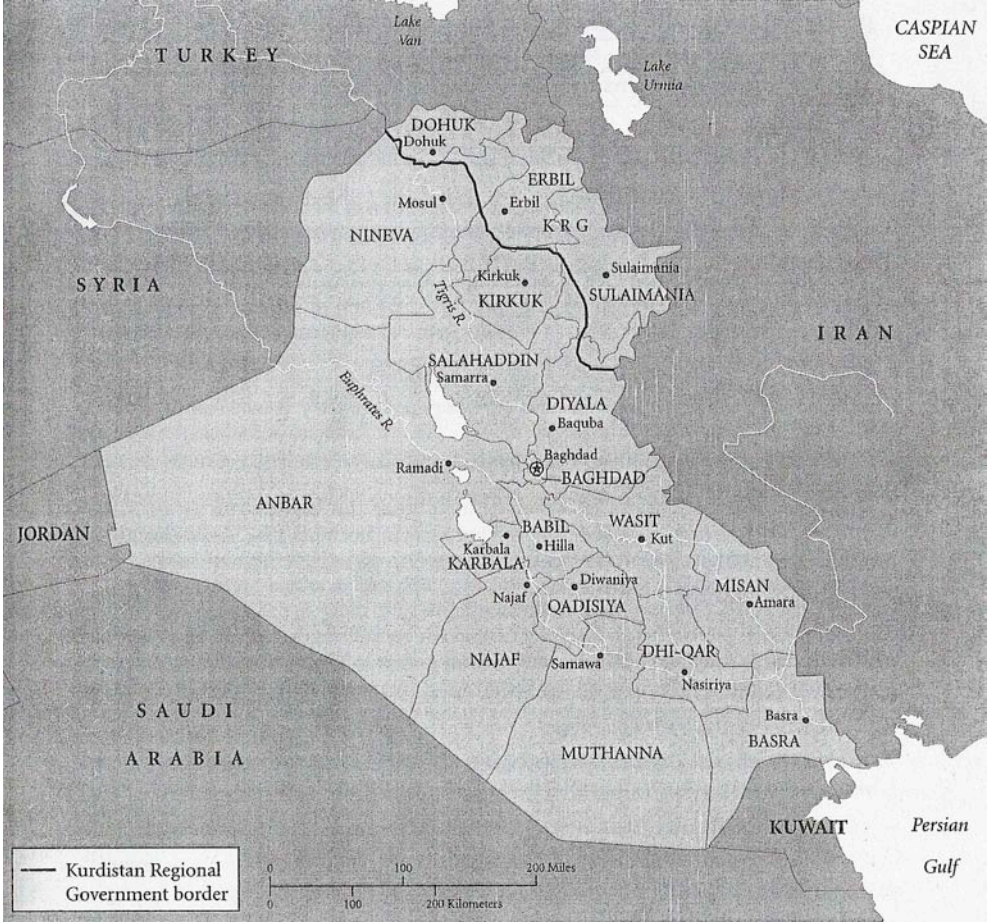 Lake
Van
CASPIAN
SEA
TURKEY
Lake
Urmia
DOHUK
Dohuk
ERBIL
Mosul
Erbil
KRG
NINEVA
Sulaimania
Kirkuk
SYRIA
SULAIMANIA
KIRKUK
Tigris R.
IRAN
SALAHADDIN
Samarra
Euphrates R.
DIYALA
Baquba
Baghdad
Ramadi
BAGHDAD
ANBAR
WASIT
BABIL
JORDAN
Kut
Hilla
Karbala
KARBALA
Diwaniya
MISAN
Najaf
Amara
QADISIYA
DHI-QAR
NAJAF
Samawa
Nasiriya
SAUDI
ARABIA
Basra
BASRA
MUTHANNA
KUWAIT
Persian
Gulf
Kurdistan Regional
Government border
0 100 200 Miles
0 100 200 Kilometers